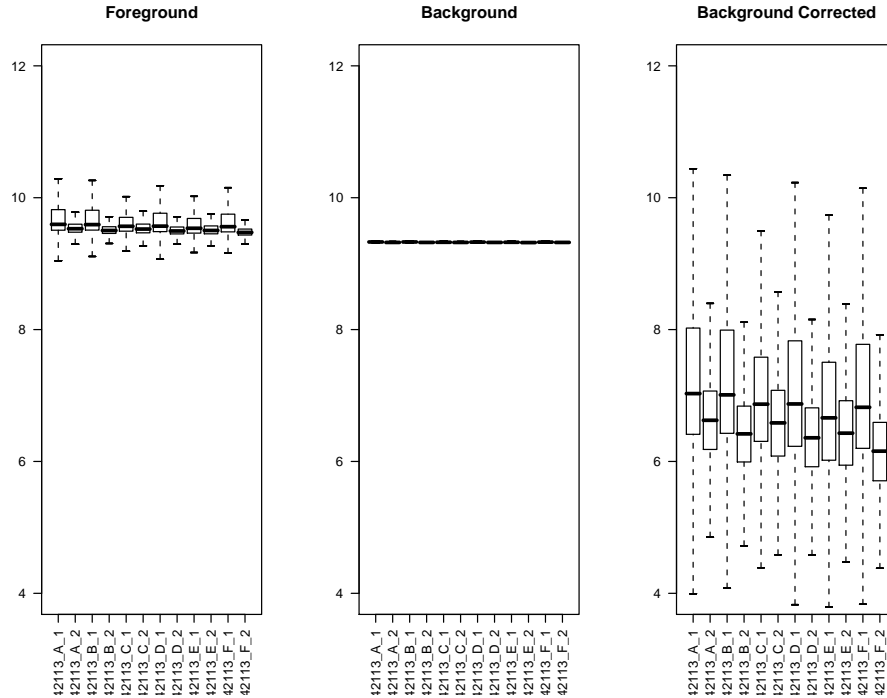 Foreground
12
10
8
6
4
42113_A_1
42113_A_2
42113_B_1
42113_B_2
42113_C_1
42113_C_2
42113_D_1
42113_D_2
42113_E_1
42113_E_2
42113_F_1
42113_F_2
Background
12
10
8
6
4
42113_A_1
42113_A_2
42113_B_1
42113_B_2
42113_C_1
42113_C_2
42113_D_1
42113_D_2
42113_E_1
42113_E_2
42113_F_1
42113_F_2
Background Corrected
12
10
8
6
4
42113_A_1
42113_A_2
42113_B_1
42113_B_2
42113_C_1
42113_C_2
42113_D_1
42113_D_2
42113_E_1
42113_E_2
42113_F_1
42113_F_2